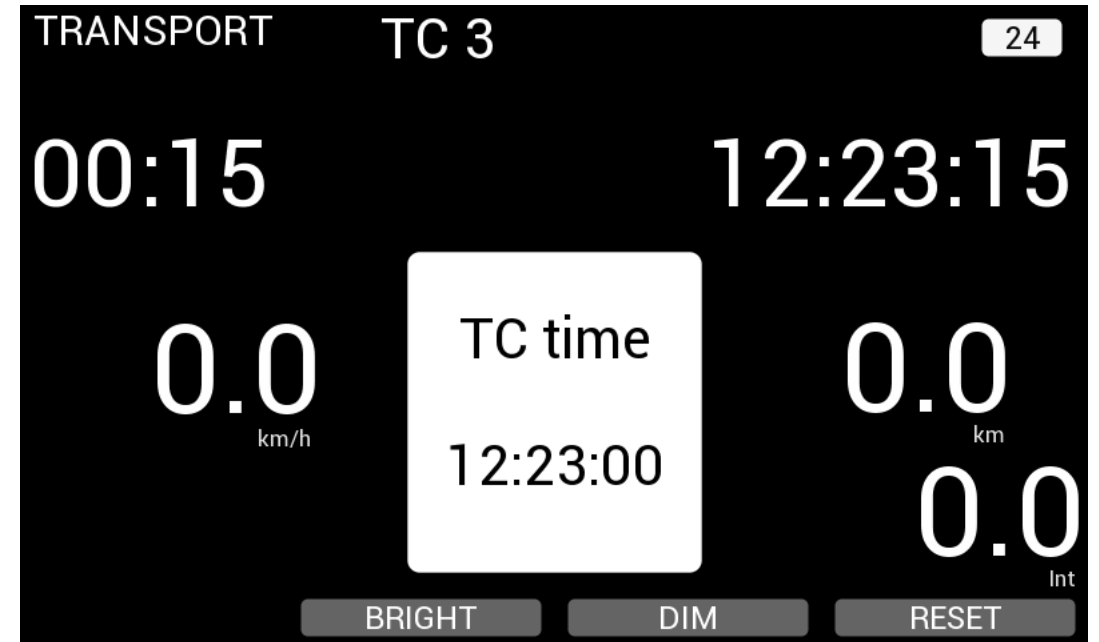 TRANSPORT TC 3 24
00:15 12:23:15
TC time
0.0 0.0
km/h km
12:23:00
0.0
Int
BRIGHT DIM RESET